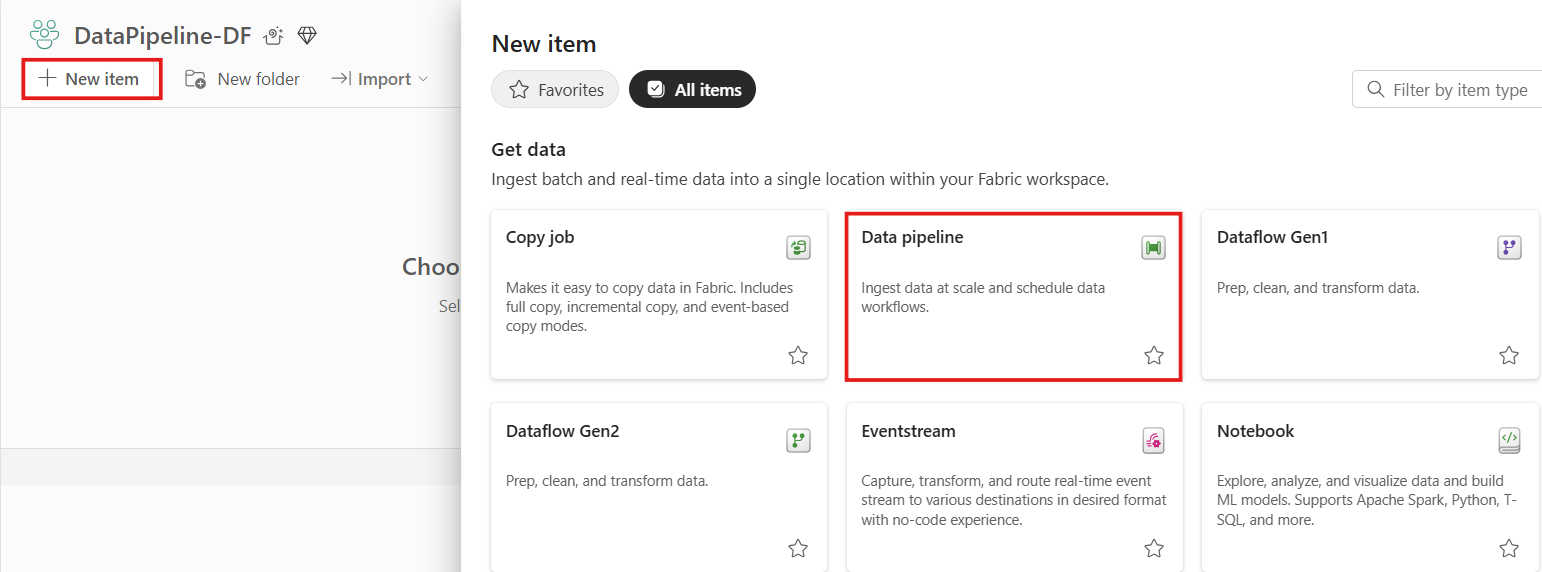 DataPipeline-DF
New item
New folder
Import
Choo
Sel
New item
Favorites
All items
Filter by item type
Get data
Ingest batch and real-time data into a single location within your Fabric workspace.
Copy job
Makes it easy to copy data in Fabric. Includes
full copy, incremental copy, and event-based
copy modes.
Data pipeline
Ingest data at scale and schedule data
workflows.
Dataflow Gen1
Prep, clean, and transform data.
Dataflow Gen2
Prep, clean, and transform data.
Eventstream
Capture, transform, and route real-time event
stream to various destinations in desired format
with no-code experience.
Notebook
Explore, analyze, and visualize data and build
ML models. Supports Apache Spark, Python, T-
SQL, and more.